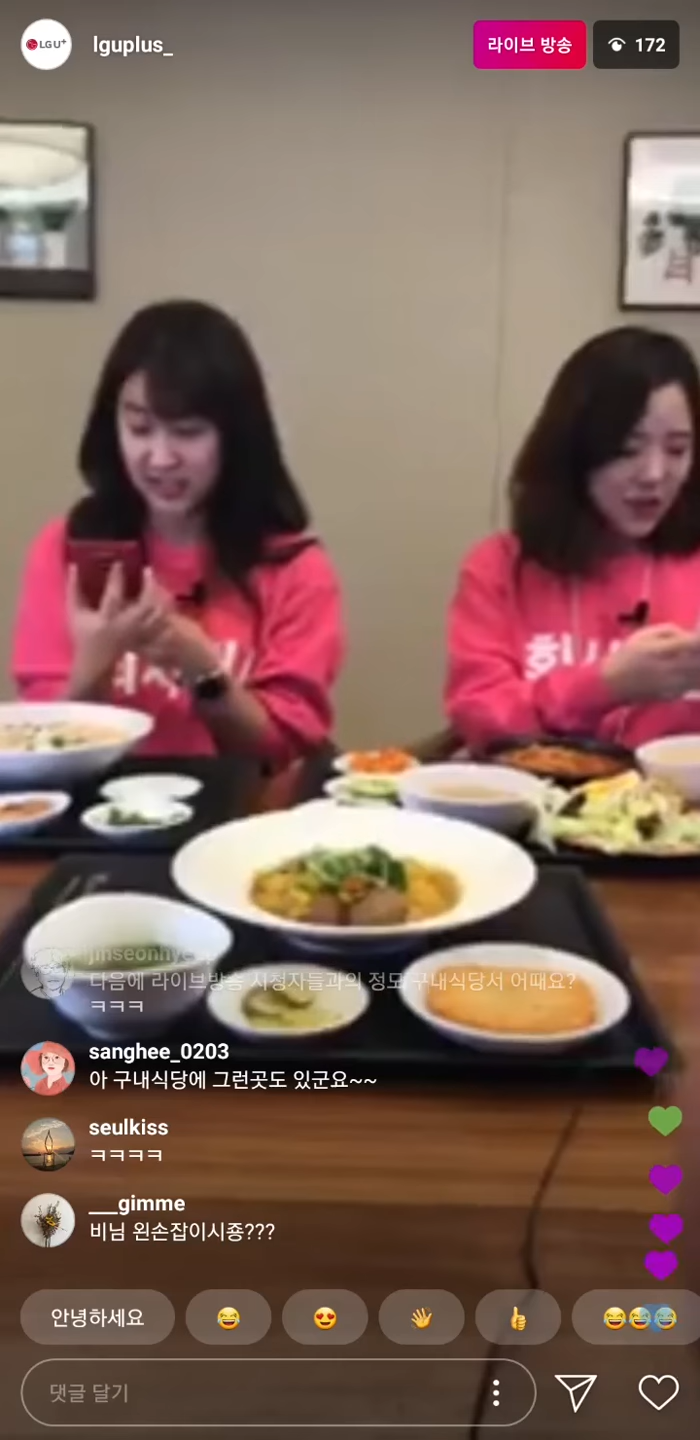 LGU+
lguplus_
라이브 방송
172
다음에 라이브방송 시청자들과의 정모 구내식당서 어때요?
ㅋㅋㅋ
sanghee_0203
아 구내식당에 그런곳도 있군요~~
seulkiss
ㅋㅋㅋㅋ
___gimme
비님 왼손잡이시죵???
안녕하세요
댓글 달기